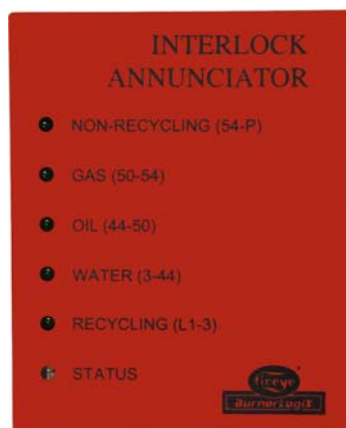 INTERLOCK
ANNUNCIATOR
NON-RECYCLING (54-P)
GAS (50-54)
OIL (44-50)
WATER (3-44)
RECYCLING (L1-3)
STATUS
fireye
BurnerLogiX